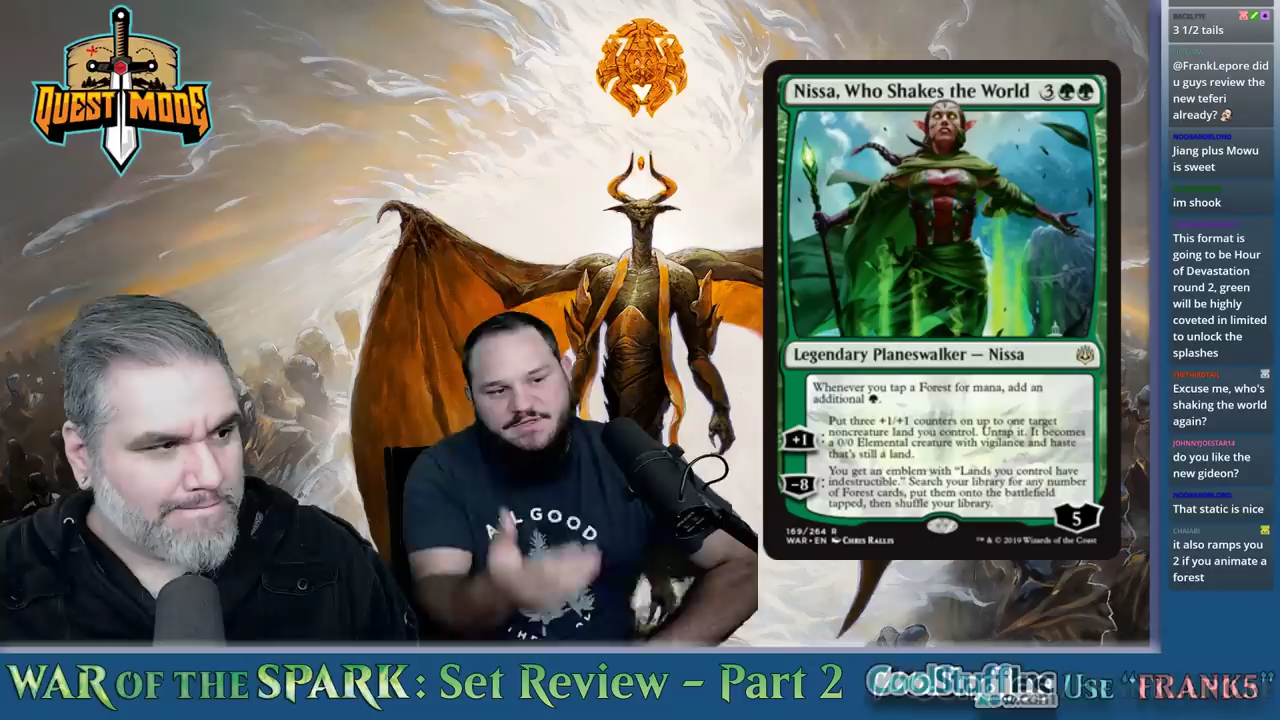 QUEST MODE
Nissa, Who Shakes the World 3
Legendary Planeswalker — Nissa
Whenever you tap a Forest for mana, add an
additional
+1: Put three +1/+1 counters on up to one target
noncreature land you control. Untap it. It becomes
a 0/0 Elemental creature with vigilance and haste
that's still a land.
-8: You get an emblem with "Lands you control have
indestructible." Search your library for any number
of Forest cards, put them onto the battlefield
tapped, then shuffle your library.
5
169/264 R
WAR • EN Chris Rallis
™ & © 2019 Wizards of the Coast
ALL GOOD
3 1/2 tails
@FrankLepore did
u guys review the
new teferi
already?
Jiang plus Mowu
is sweet
im shook
This format is
going to be Hour
of Devastation
round 2, green
will be highly
coveted in limited
to unlock the
splashes
Excuse me, who's
shaking the world
again?
JOHNNYJOESTAR14
do you like the
new gideon?
That static is nice
CHAIARI
it also ramps you
2 if you animate a
forest
WAR OF THE SPARK: Set Review - Part 2
CoolStuffInc
.com
USE "FRANK5"